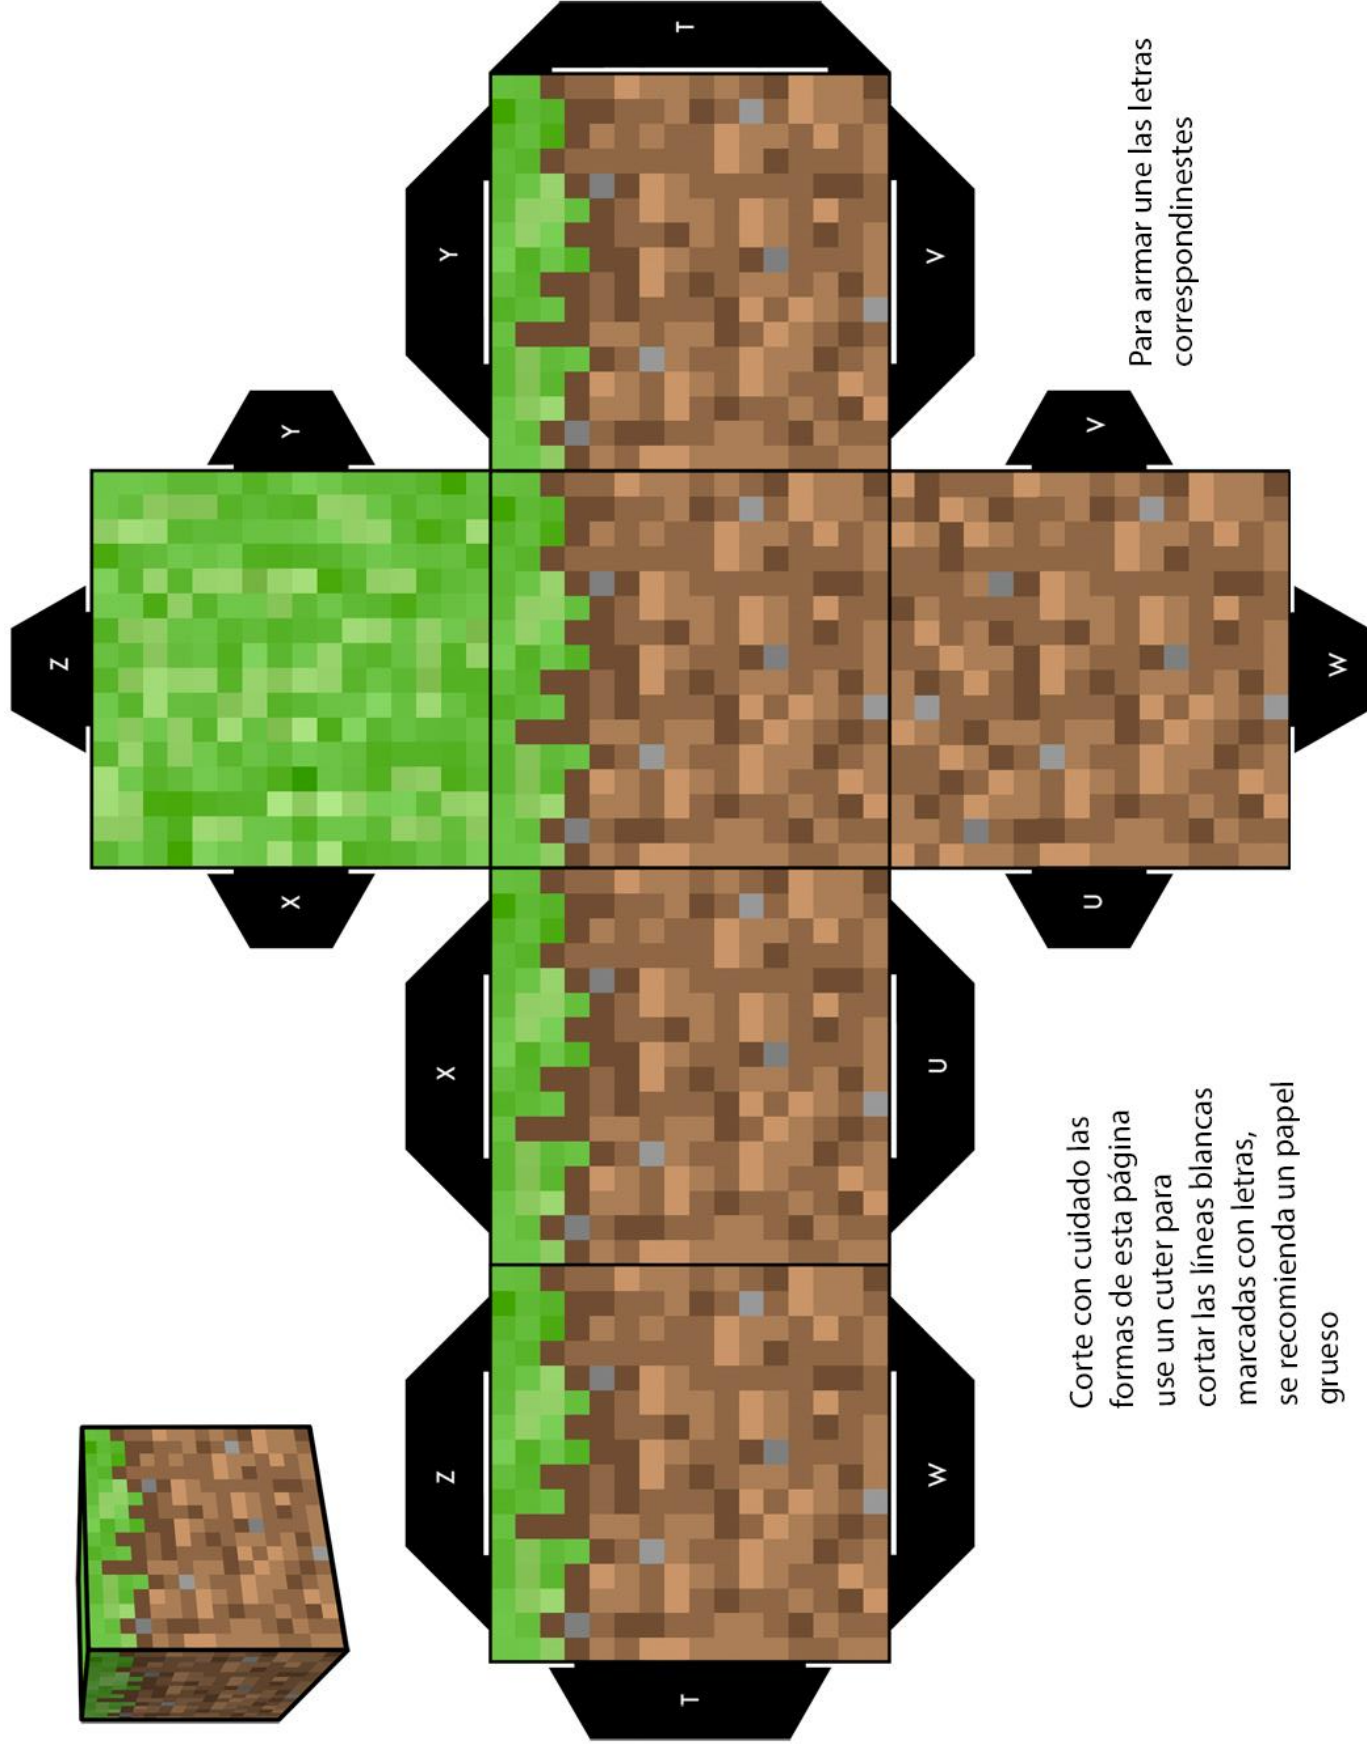 T
Y
V
Z
Y
V
W
X
U
X
U
Z
W
T
Para armar une las letras
correspondinestes
Corte con cuidado las
formas de esta página
use un cuter para
cortar las líneas blancas
marcadas con letras,
se recomienda un papel
grueso